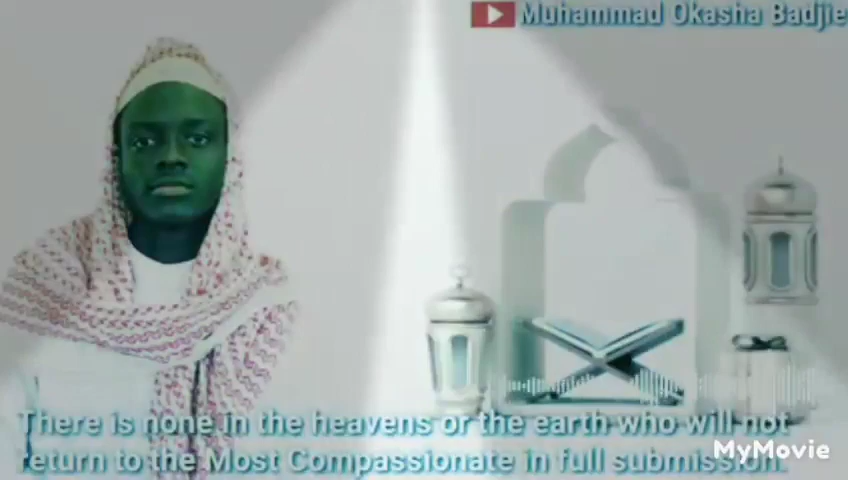 Muhammad Okasha Badjie
There is none in the heavens or the earth who will not
return to the Most Compassionate in full submission.
MyMovie